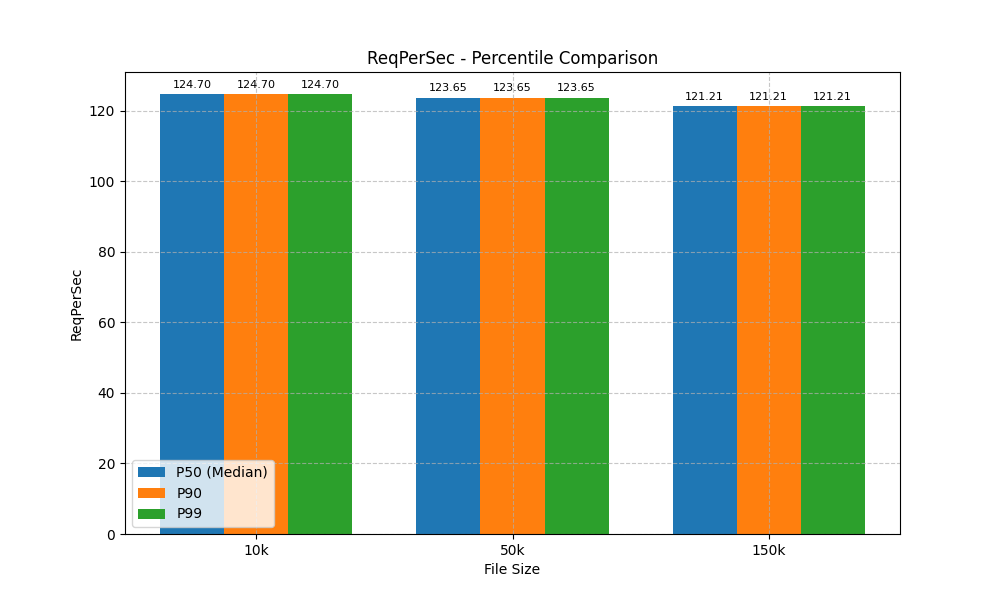 ReqPerSec - Percentile Comparison
124.70 124.70 124.70 123.65 123.65 123.65 121.21 121.21 121.21
120
100
80
60
40
20
0
ReqPerSec
P50 (Median)
P90
P99
10k 50k 150k
File Size